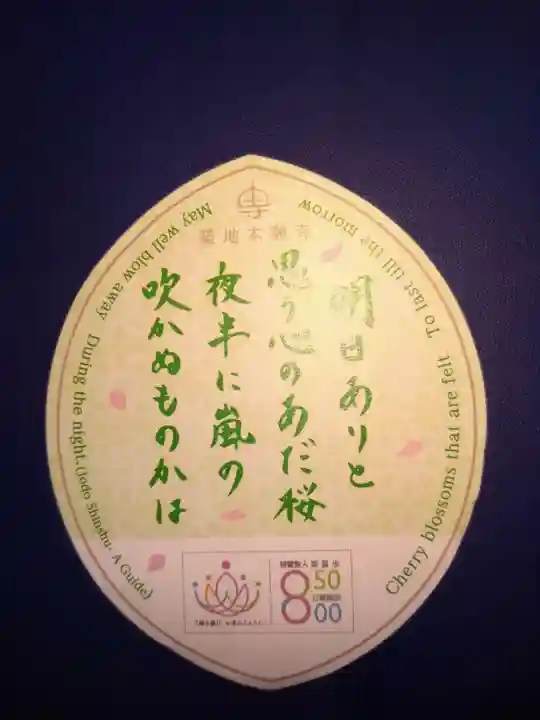 築地本願寺
明日ありと
思う心のあだ桜
夜半に嵐の
吹かぬものかは
Cherry blossoms that are felt To last till the morrow
May well blow away During the night. (Jodo Shinshu- A Guide)
850
800